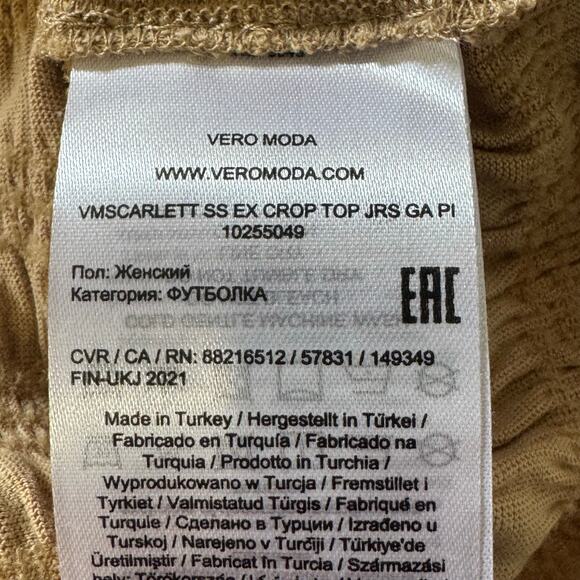 VERO MODA
WWW.VEROMODA.COM
VMSCARLETT SS EX CROP TOP JRS GA PI
10255049
Пол: Женский
Категория: ФУТБОЛКА
EAC
CVR / CA / RN: 88216512 / 57831 / 149349
FIN-UKJ 2021
Made in Turkey / Hergestellt in Türkei /
Fabricado en Turquía / Fabricado na
Turquia / Prodotto in Turchia /
Wyprodukowano w Turcja / Fremstillet i
Tyrkiet / Valmistatud Türgis / Fabriqué en
Turquie / Сделано в Турции / Izrađeno u
Turskoj / Narejeno v Turčiji / Türkiye'de
Üretilmiştir / Fabricat în Turcia / Származási
hely: Törökország /